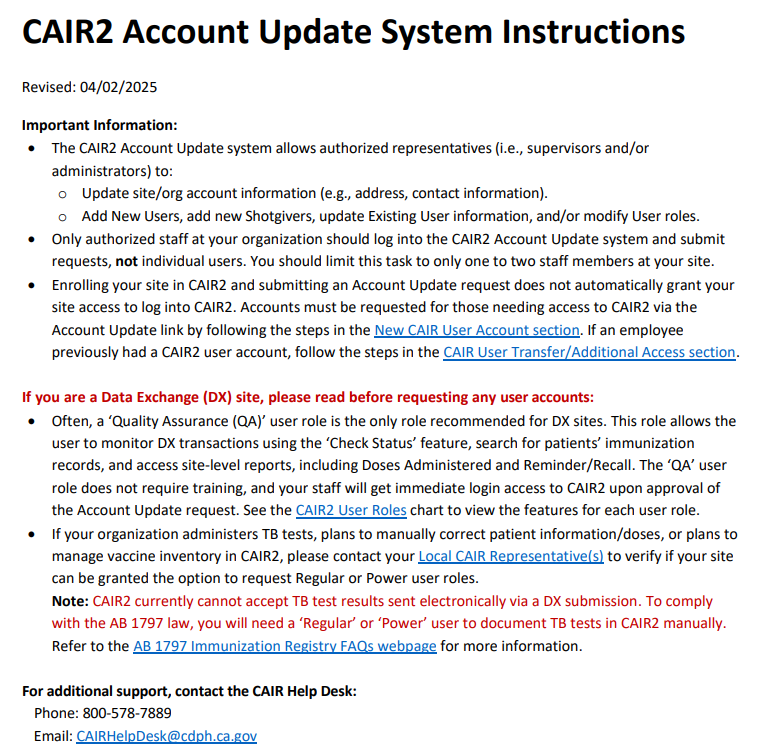 CAIR2 Account Update System Instructions
Revised: 04/02/2025
Important Information:
• The CAIR2 Account Update system allows authorized representatives (i.e., supervisors and/or
administrators) to:
o Update site/org account information (e.g., address, contact information).
o Add New Users, add new Shotgivers, update Existing User information, and/or modify User roles.
• Only authorized staff at your organization should log into the CAIR2 Account Update system and submit
requests, not individual users. You should limit this task to only one to two staff members at your site.
• Enrolling your site in CAIR2 and submitting an Account Update request does not automatically grant your
site access to log into CAIR2. Accounts must be requested for those needing access to CAIR2 via the
Account Update link by following the steps in the New CAIR User Account section. If an employee
previously had a CAIR2 user account, follow the steps in the CAIR User Transfer/Additional Access section.
If you are a Data Exchange (DX) site, please read before requesting any user accounts:
• Often, a ‘Quality Assurance (QA)’ user role is the only role recommended for DX sites. This role allows the
user to monitor DX transactions using the ‘Check Status’ feature, search for patients’ immunization
records, and access site-level reports, including Doses Administered and Reminder/Recall. The ‘QA’ user
role does not require training, and your staff will get immediate login access to CAIR2 upon approval of
the Account Update request. See the CAIR2 User Roles chart to view the features for each user role.
• If your organization administers TB tests, plans to manually correct patient information/doses, or plans to
manage vaccine inventory in CAIR2, please contact your Local CAIR Representative(s) to verify if your site
can be granted the option to request Regular or Power user roles.
Note: CAIR2 currently cannot accept TB test results sent electronically via a DX submission. To comply
with the AB 1797 law, you will need a ‘Regular’ or ‘Power’ user to document TB tests in CAIR2 manually.
Refer to the AB 1797 Immunization Registry FAQs webpage for more information.
For additional support, contact the CAIR Help Desk:
Phone: 800-578-7889
Email: CAIRHelpDesk@cdph.ca.gov